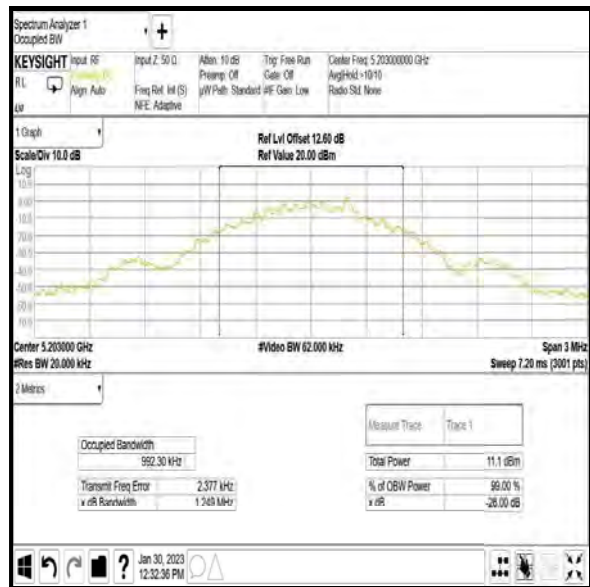 Spectrum Analyzer 1
Occupied BW
KEYSIGHT
Input: RF
Input Z: 50 Ω
Atten: 10 dB
Trig: Free Run
Center Freq: 5.203000000 GHz
Preamp: Off
Gate: Off
Avg|Hold:>10/10
RL
Align: Auto
Freq Ref: Int (S)
µW Path: Standard
#IF Gain: Low
Radio Std: None
NFE: Adaptive
1 Graph
Ref Lvl Offset 12.60 dB
Scale/Div 10.0 dB
Ref Value 20.00 dBm
Log
Center 5.203000 GHz
#Video BW 62.000 kHz
Span 3 MHz
#Res BW 20.000 kHz
Sweep 7.20 ms (3001 pts)
2 Metrics
Measure Trace
Trace 1
Occupied Bandwidth
992.30 kHz
Total Power
11.1 dBm
Transmit Freq Error
2.377 kHz
% of OBW Power
99.00 %
x dB Bandwidth
1.249 MHz
x dB
-26.00 dB
?
Jan 30, 2023
12:32:36 PM